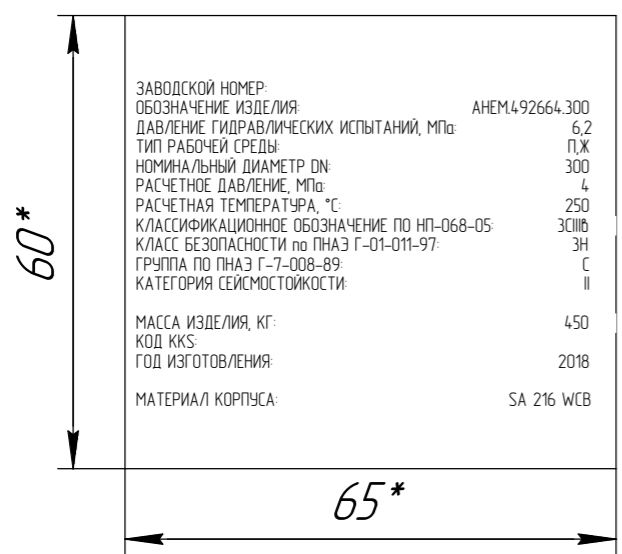 ЗАВОДСКОЙ НОМЕР:
ОБОЗНАЧЕНИЕ ИЗДЕЛИЯ: АНЕМ.492664.300
ДАВЛЕНИЕ ГИДРАВЛИЧЕСКИХ ИСПЫТАНИЙ, МПа: 6,2
ТИП РАБОЧЕЙ СРЕДЫ: П,Ж
НОМИНАЛЬНЫЙ ДИАМЕТР DN: 300
РАСЧЕТНОЕ ДАВЛЕНИЕ, МПа: 4
РАСЧЕТНАЯ ТЕМПЕРАТУРА, °С: 250
КЛАССИФИКАЦИОННОЕ ОБОЗНАЧЕНИЕ ПО НП-068-05: 3СIIIв
КЛАСС БЕЗОПАСНОСТИ по ПНАЭ Г-01-011-97: 3Н
ГРУППА ПО ПНАЭ Г-7-008-89: С
КАТЕГОРИЯ СЕЙСМОСТОЙКОСТИ: II
МАССА ИЗДЕЛИЯ, КГ: 450
КОД KKS:
ГОД ИЗГОТОВЛЕНИЯ: 2018
МАТЕРИАЛ КОРПУСА: SA 216 WCB
60*
65*